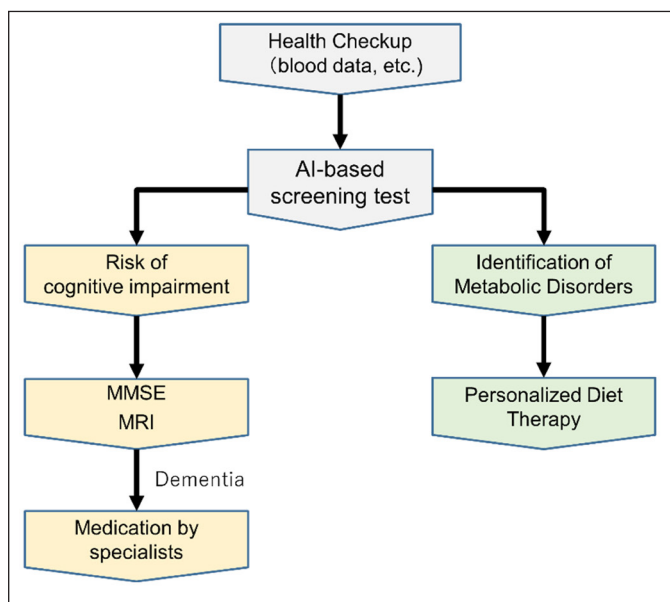 Health Checkup
（blood data, etc.)
AI-based
screening test
Risk of
cognitive impairment
Identification of
Metabolic Disorders
MMSE
MRI
Personalized Diet
Therapy
Dementia
Medication by
specialists